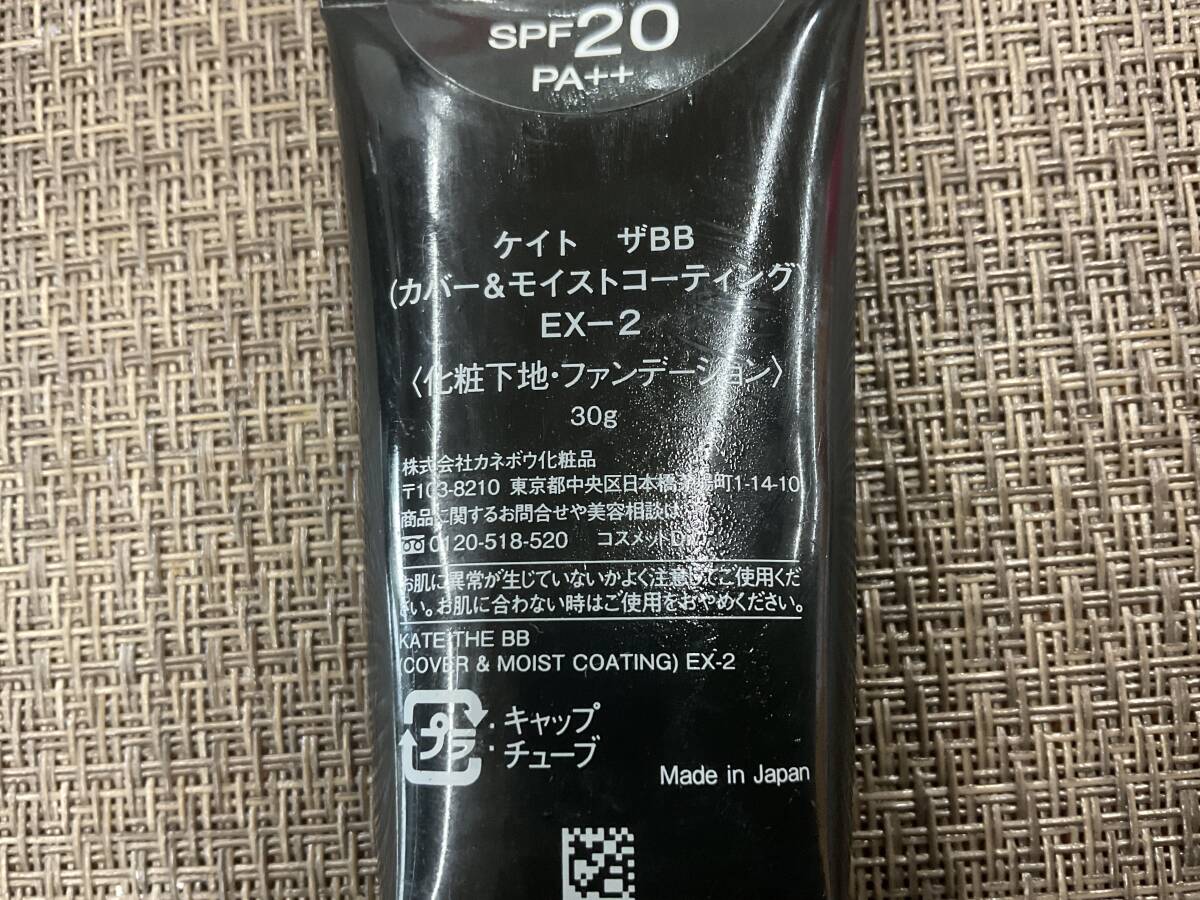 SPF20
PA++
ケイト ザBB
(カバー&モイストコーティング)
EX－2
〈化粧下地・ファンデーション〉
30g
株式会社カネボウ化粧品
〒103-8210 東京都中央区日本橋茅場町1-14-10
商品に関するお問合せや美容相談は
0120-518-520 コスメット
お肌に異常が生じていないかよく注意してご使用くだ
さい。お肌に合わない時はご使用をおやめください。
KATE THE BB
(COVER & MOIST COATING) EX-2
プラ
・キャップ
・チューブ
Made in Japan